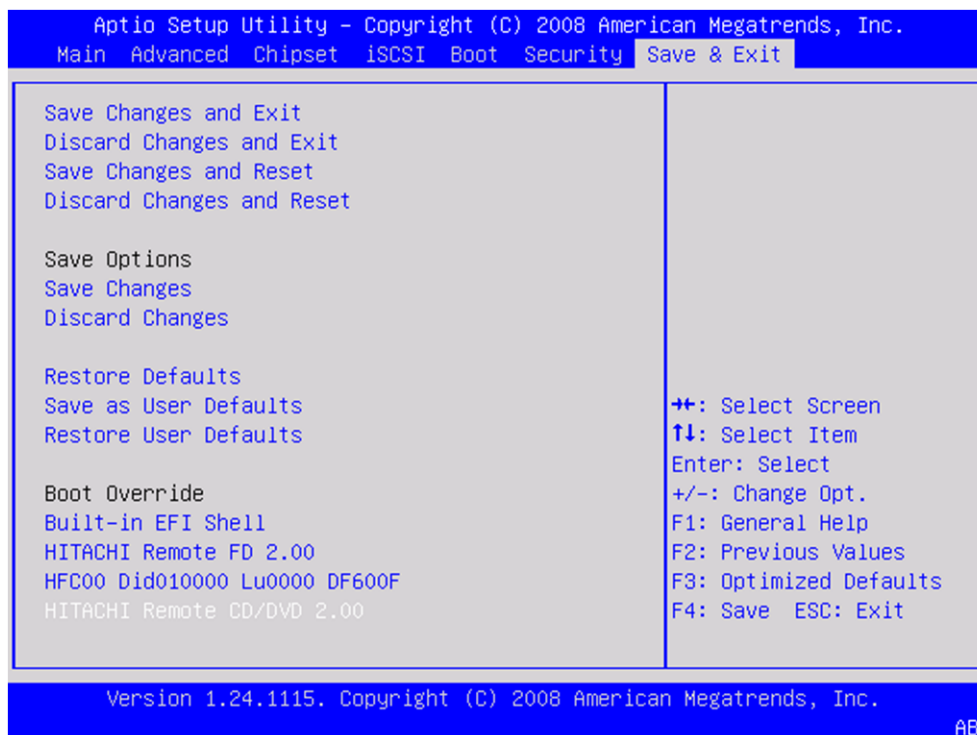 Aptio Setup Utility – Copyright (C) 2008 American Megatrends, Inc.
Main Advanced Chipset iSCSI Boot Security Save & Exit
Save Changes and Exit
Discard Changes and Exit
Save Changes and Reset
Discard Changes and Reset
Save Options
Save Changes
Discard Changes
Restore Defaults
Save as User Defaults
Restore User Defaults
Boot Override
Built-in EFI Shell
HITACHI Remote FD 2.00
HFC00 Did010000 Lu0000 DF600F
HITACHI Remote CD/DVD 2.00
→←: Select Screen
↑↓: Select Item
Enter: Select
+/-: Change Opt.
F1: General Help
F2: Previous Values
F3: Optimized Defaults
F4: Save ESC: Exit
Version 1.24.1115. Copyright (C) 2008 American Megatrends, Inc.
AB